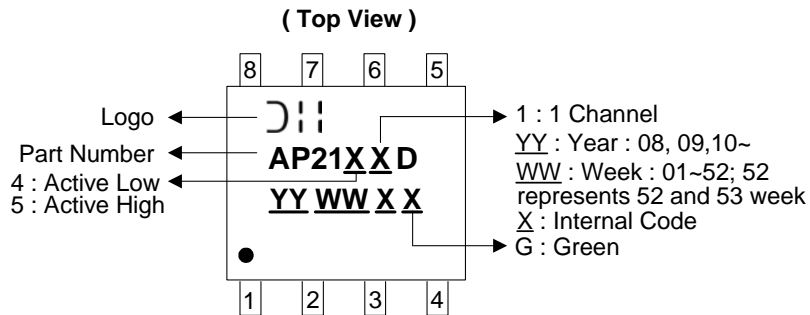 ( Top View )
8 7 6 5
Logo
Part Number
4 : Active Low
5 : Active High
AP21XXD
YY WW X X
1 : 1 Channel
YY : Year : 08, 09,10~
WW : Week : 01~52; 52
represents 52 and 53 week
X : Internal Code
G : Green
1 2 3 4